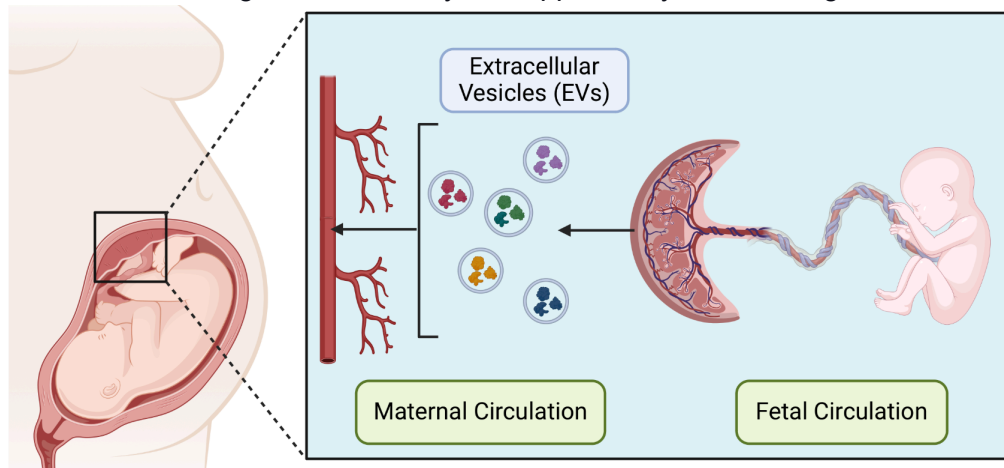 Extracellular
Vesicles (EVs)
Maternal Circulation
Fetal Circulation